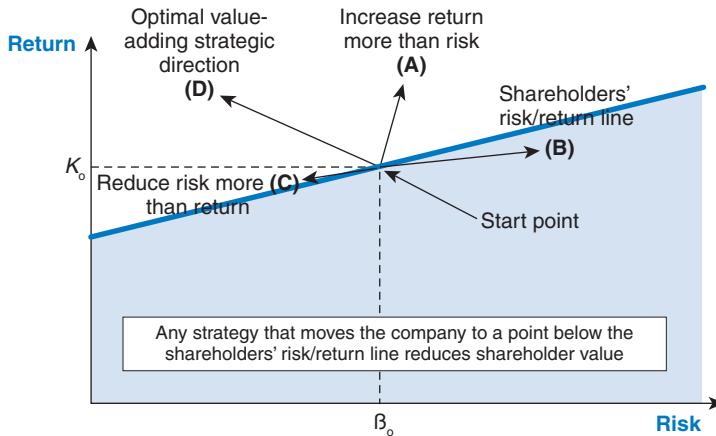 Optimal value-
adding strategic
direction
(D)
Increase return
more than risk
(A)
Return
Shareholders'
risk/return line
(B)
Kₒ
Reduce risk more (C)
than return
Start point
Any strategy that moves the company to a point below the
shareholders' risk/return line reduces shareholder value
ßₒ
Risk